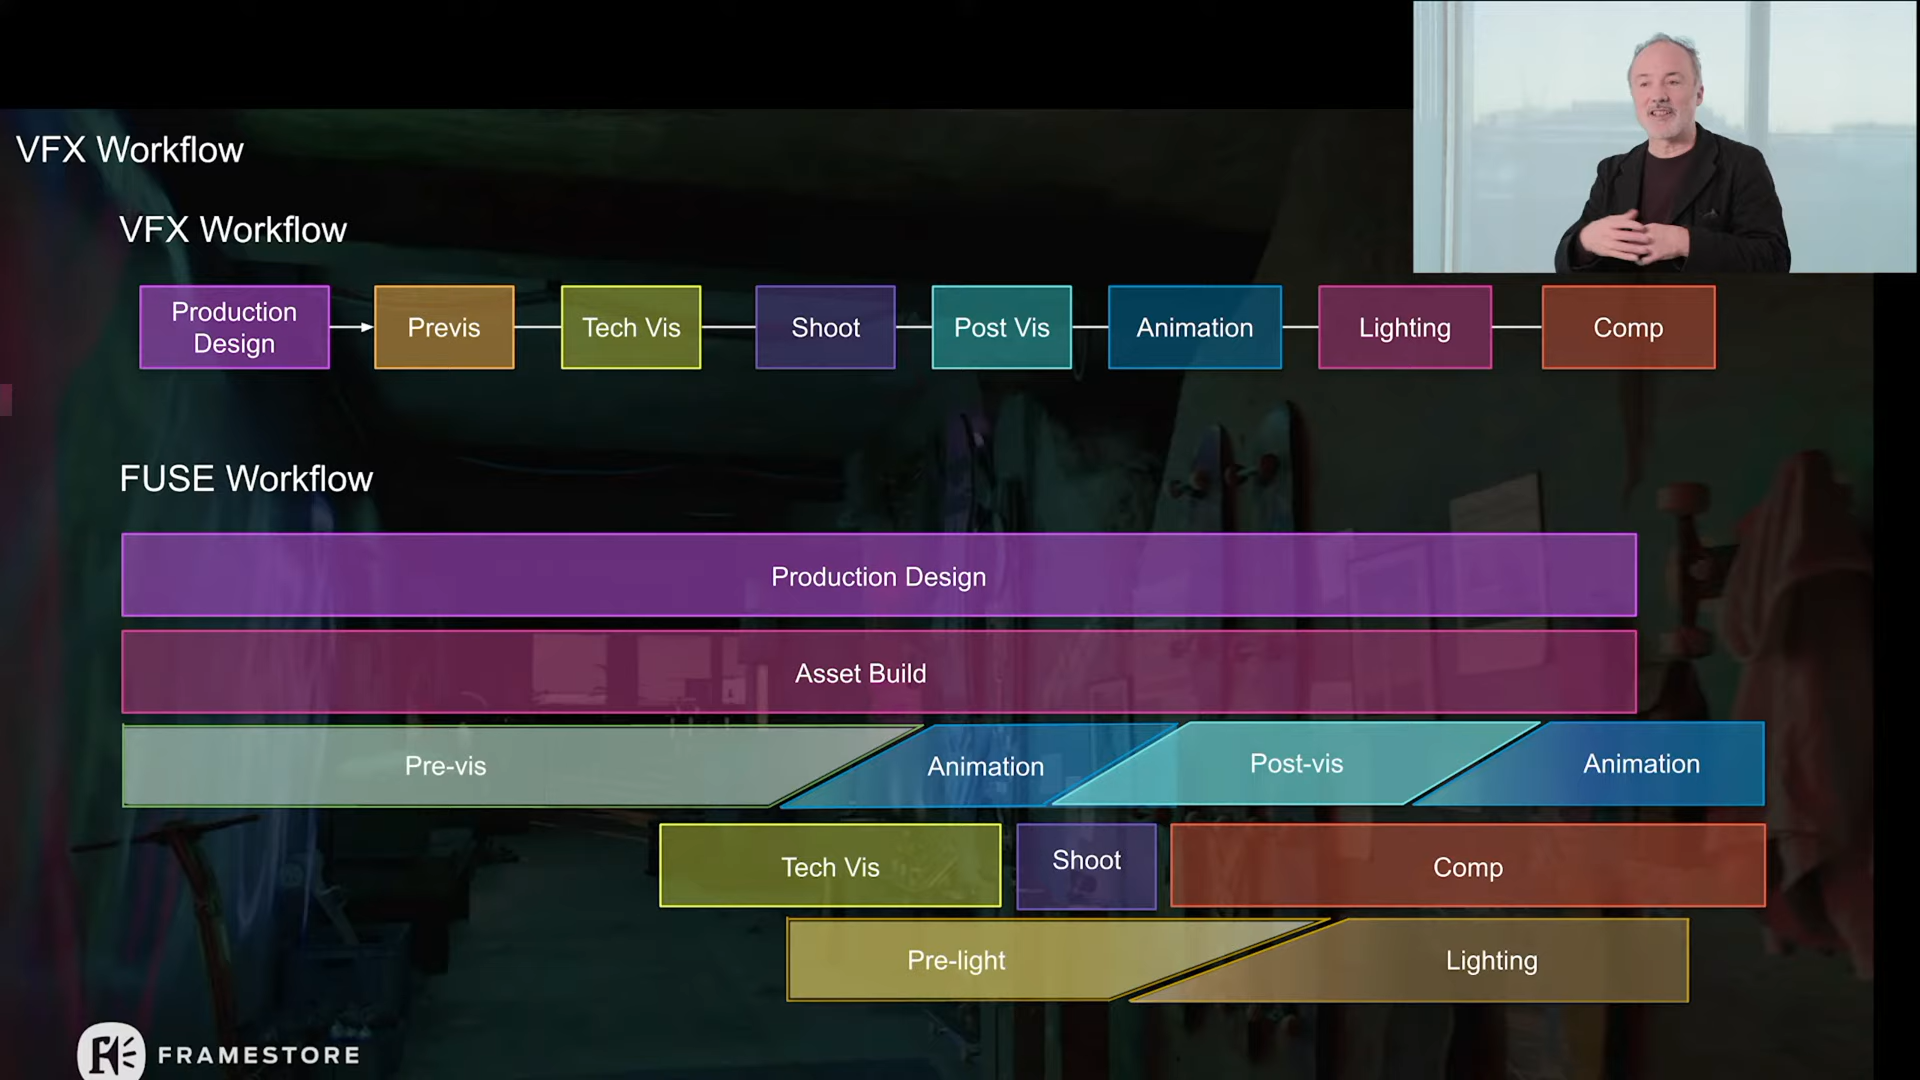 VFX Workflow
VFX Workflow
Production
Design
Previs
Tech Vis
Shoot
Post Vis
Animation
Lighting
Comp
FUSE Workflow
Production Design
Asset Build
Pre-vis
Animation
Post-vis
Animation
Tech Vis
Shoot
Comp
Pre-light
Lighting
FRAMESTORE